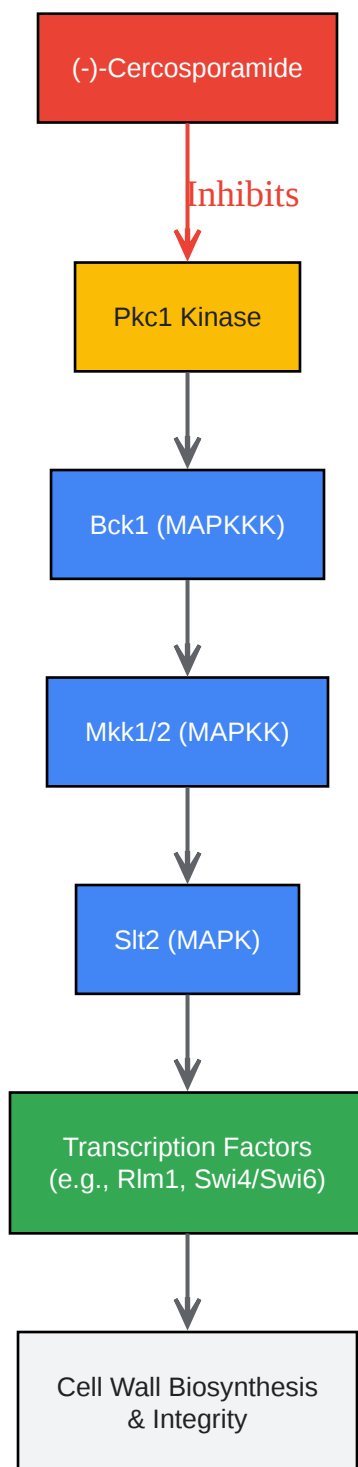 (-)-Cercosporamide
Inhibits
Pkc1 Kinase
Bck1 (MAPKKK)
Mkk1/2 (MAPKK)
Slt2 (MAPK)
Transcription Factors
(e.g., Rlm1, Swi4/Swi6)
Cell Wall Biosynthesis
& Integrity